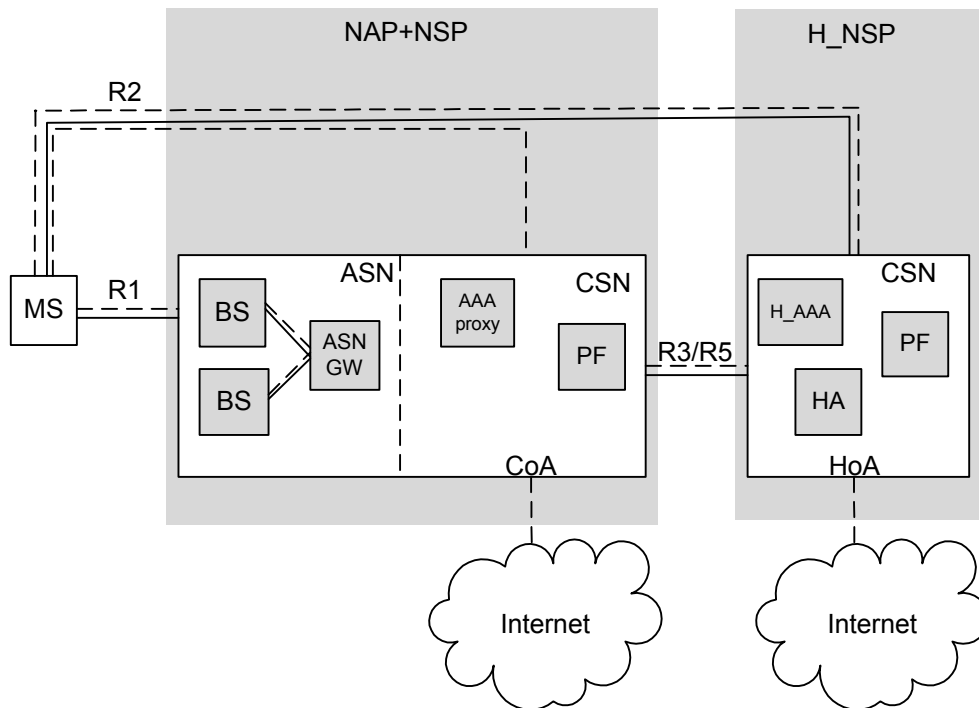 NAP+NSP
H_NSP
R2
MS
R1
ASN
BS
BS
ASN
GW
AAA
proxy
CSN
PF
CoA
R3/R5
CSN
H_AAA
PF
HA
HoA
Internet
Internet